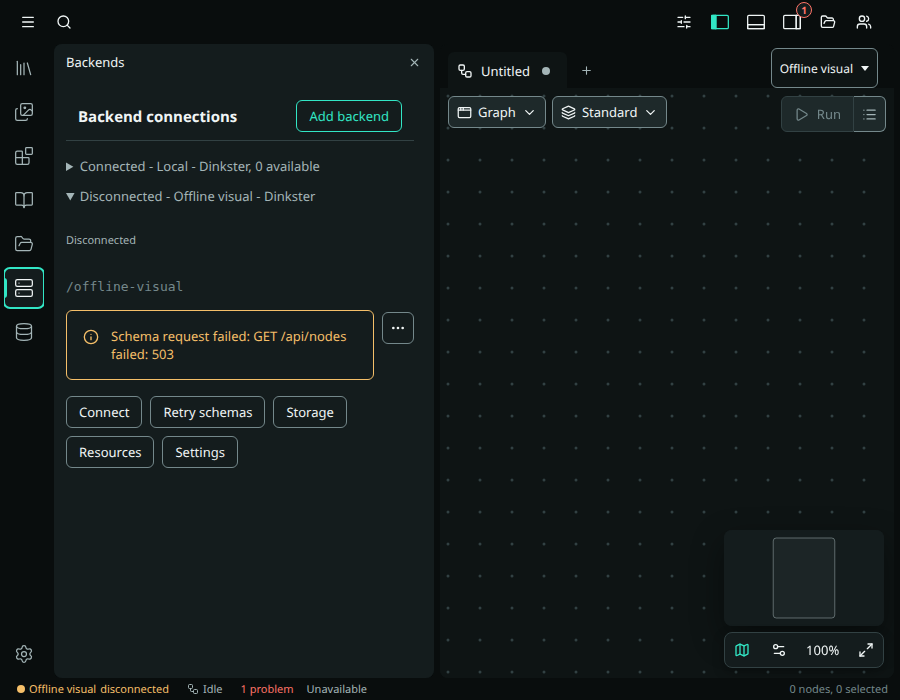 1
Backends
Untitled
Offline visual
Backend connections
Add backend
Graph
Standard
Run
Connected - Local - Dinkster, 0 available
Disconnected - Offline visual - Dinkster
Disconnected
/offline-visual
Schema request failed: GET /api/nodes
failed: 503
Connect
Retry schemas
Storage
Resources
Settings
100%
Offline visual disconnected
Idle
1 problem
Unavailable
0 nodes, 0 selected